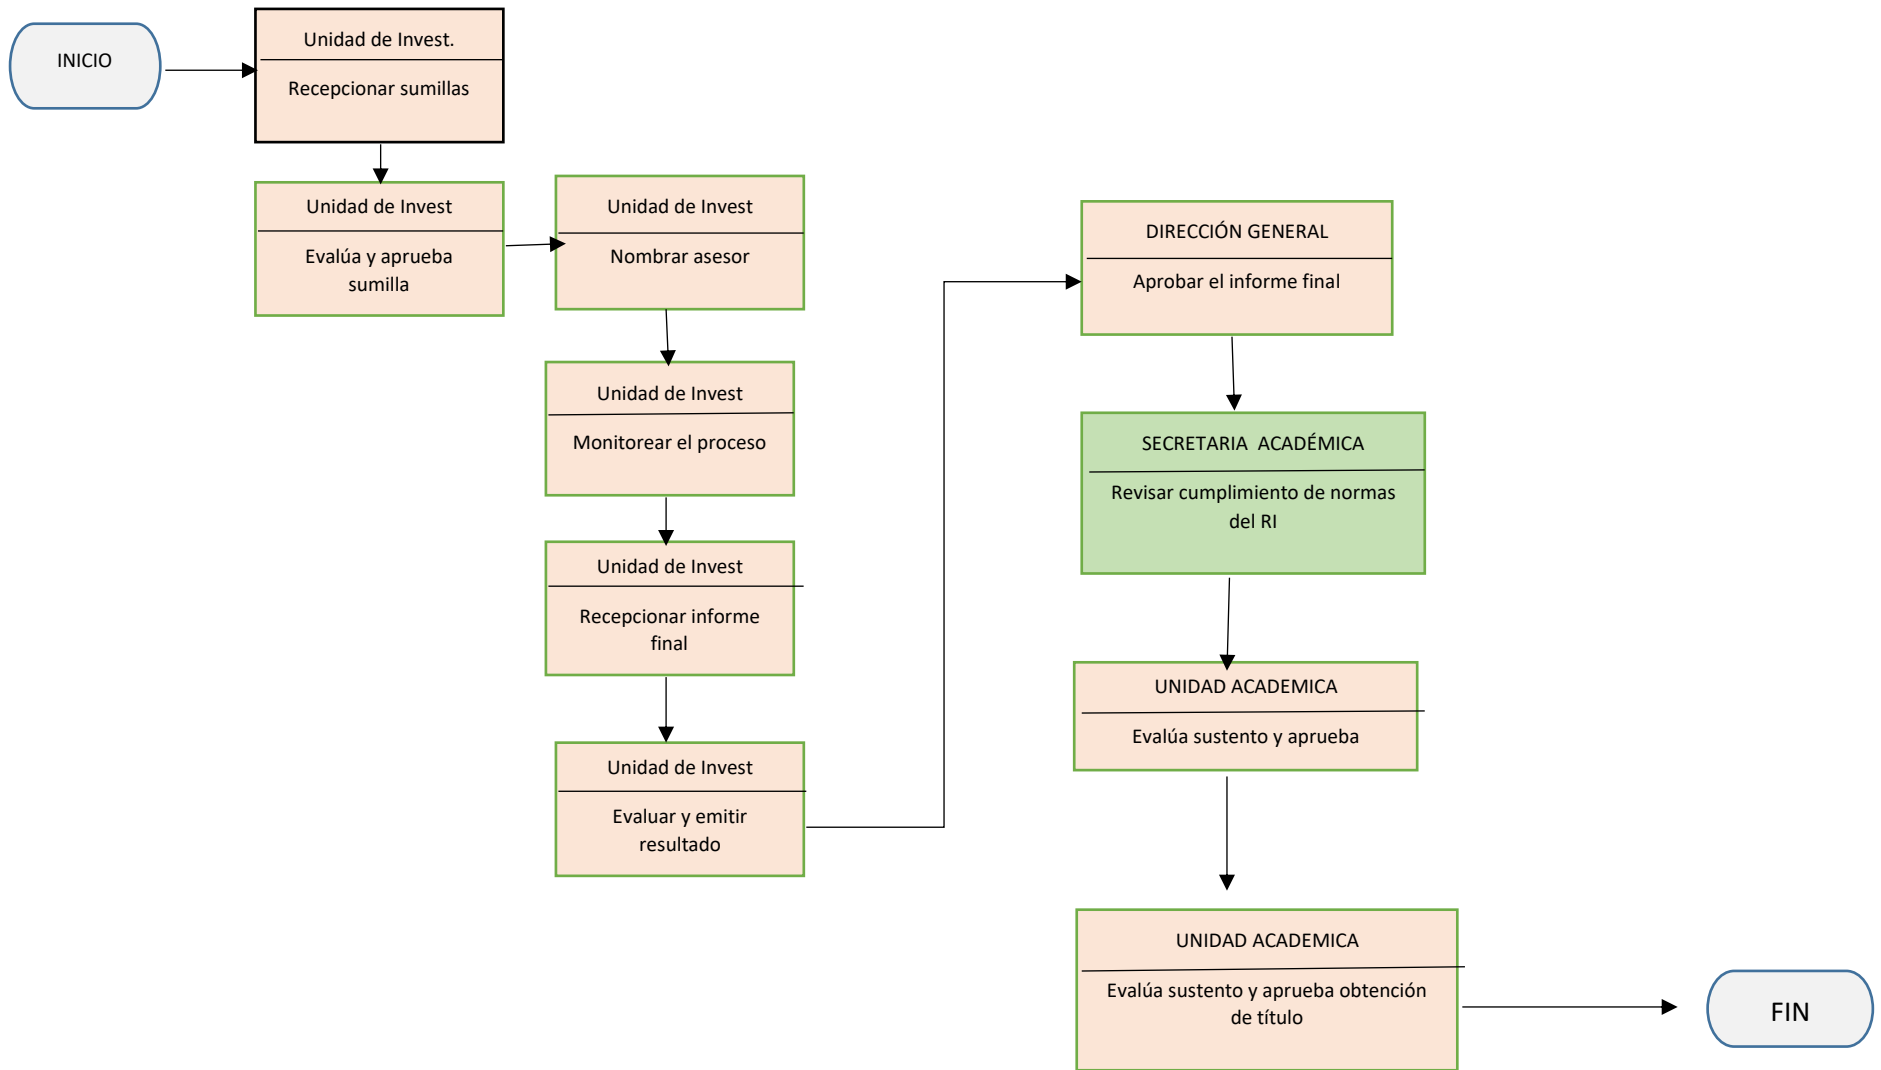 INICIO
Unidad de Invest.
Recepcionar sumillas
Unidad de Invest
Evalúa y aprueba
sumilla
Unidad de Invest
Nombrar asesor
Unidad de Invest
Monitorear el proceso
Unidad de Invest
Recepcionar informe
final
Unidad de Invest
Evaluar y emitir
resultado
DIRECCIÓN GENERAL
Aprobar el informe final
SECRETARIA  ACADÉMICA
Revisar cumplimiento de normas
del RI
UNIDAD ACADEMICA
Evalúa sustento y aprueba
UNIDAD ACADEMICA
Evalúa sustento y aprueba obtención
de título
FIN